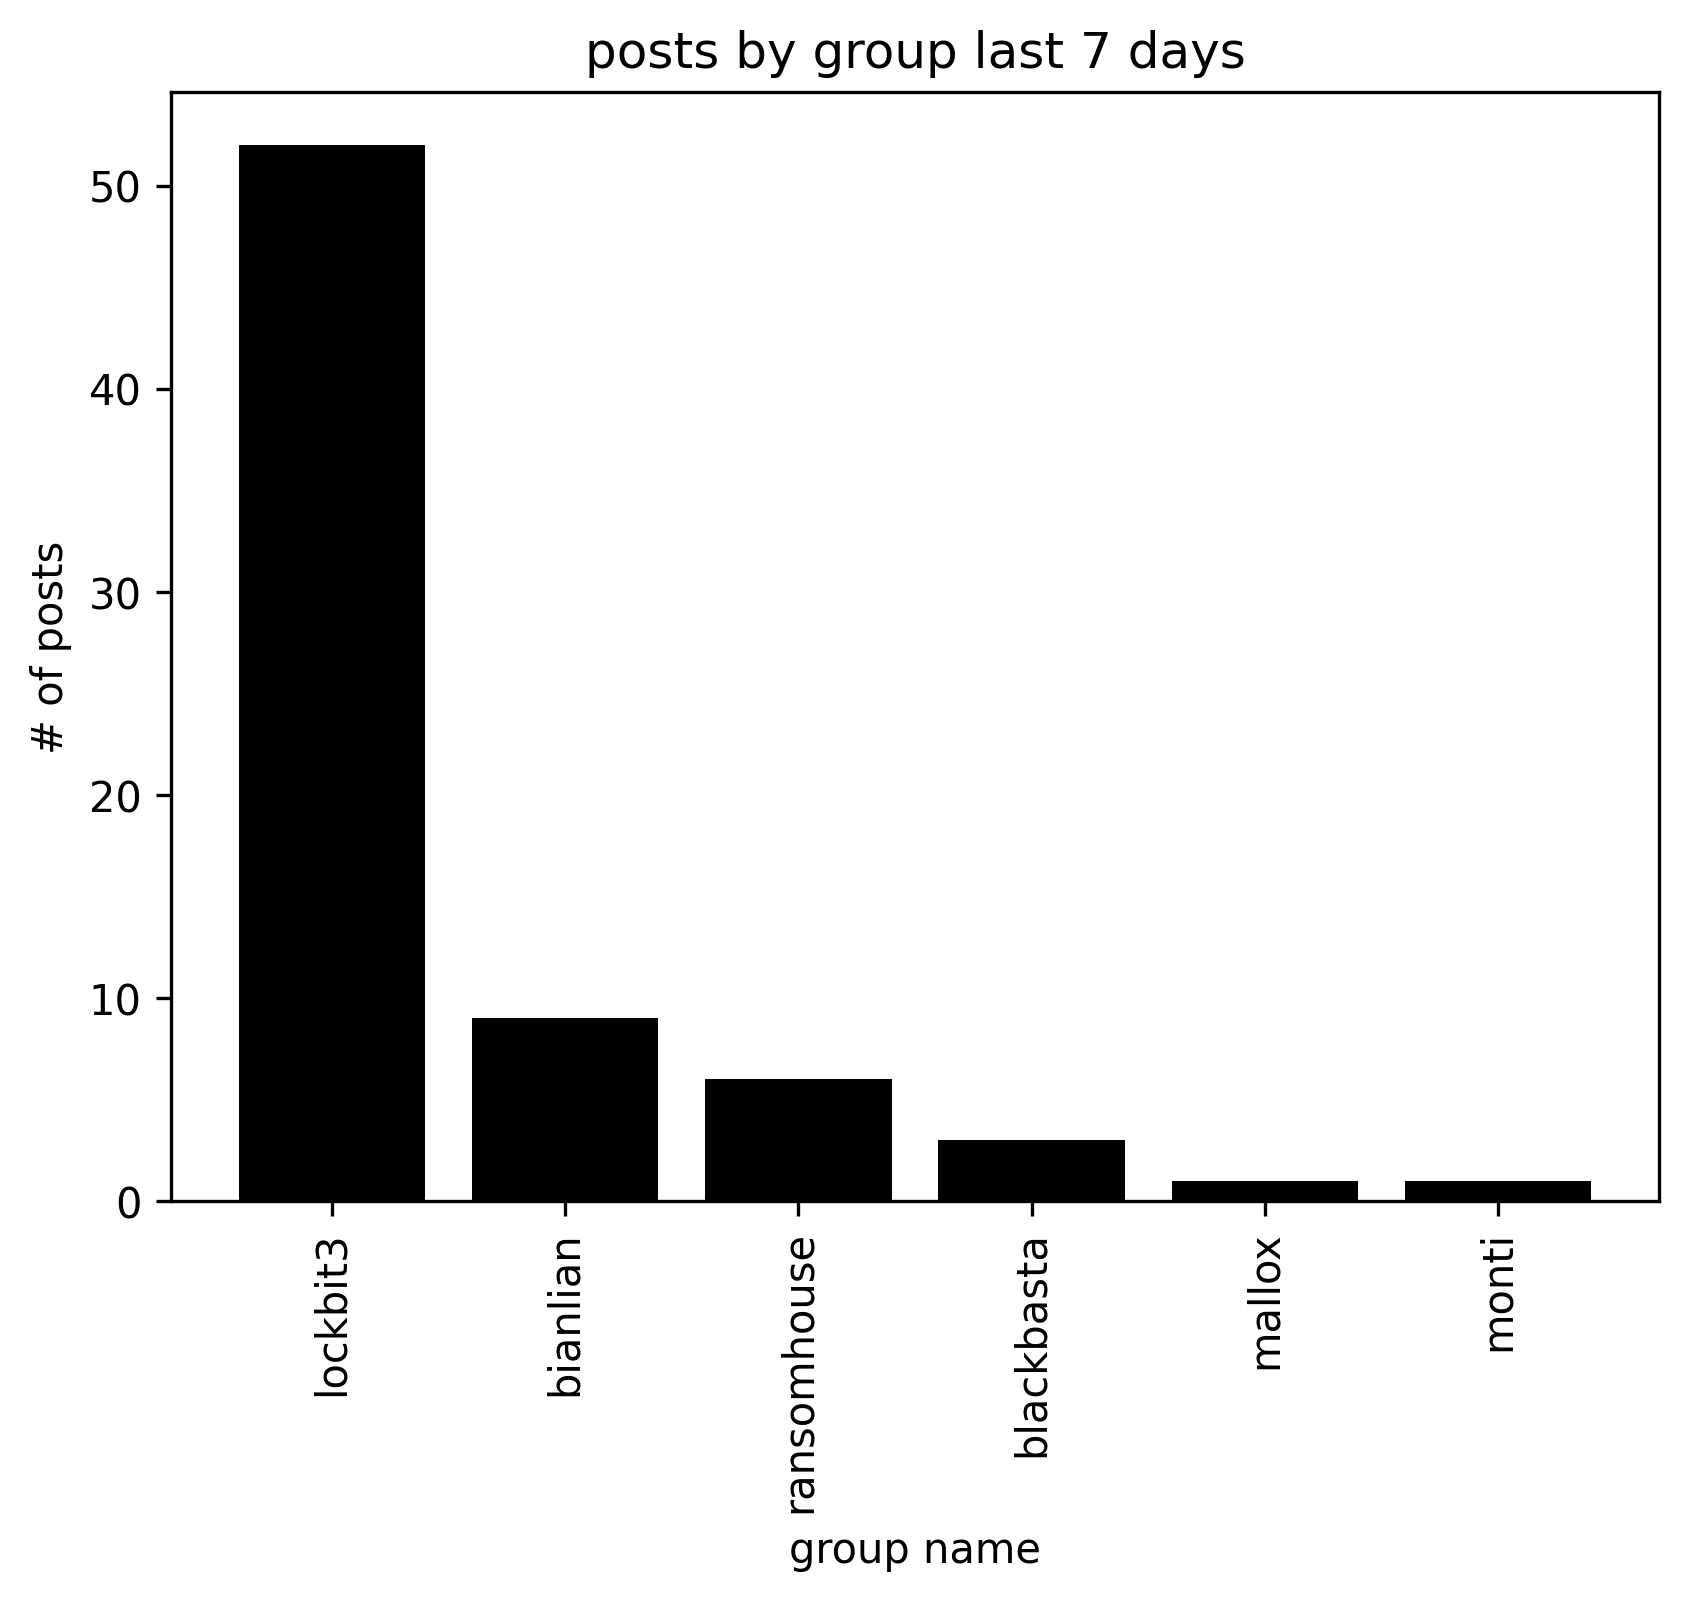 posts by group last 7 days
# of posts
50
40
30
20
10
0
lockbit3
bianlian
ransomhouse
blackbasta
mallox
monti
group name